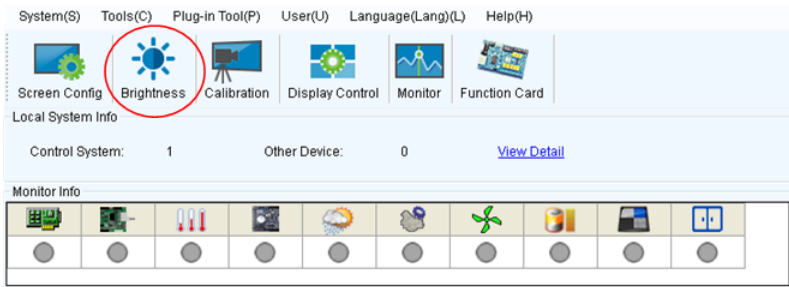 System(S) Tools(C) Plug-in Tool(P) User(U) Language(Lang)(L) Help(H)
Screen Config Brightness Calibration Display Control Monitor Function Card
Local System Info
Control System: 1 Other Device: 0 View Detail
Monitor Info